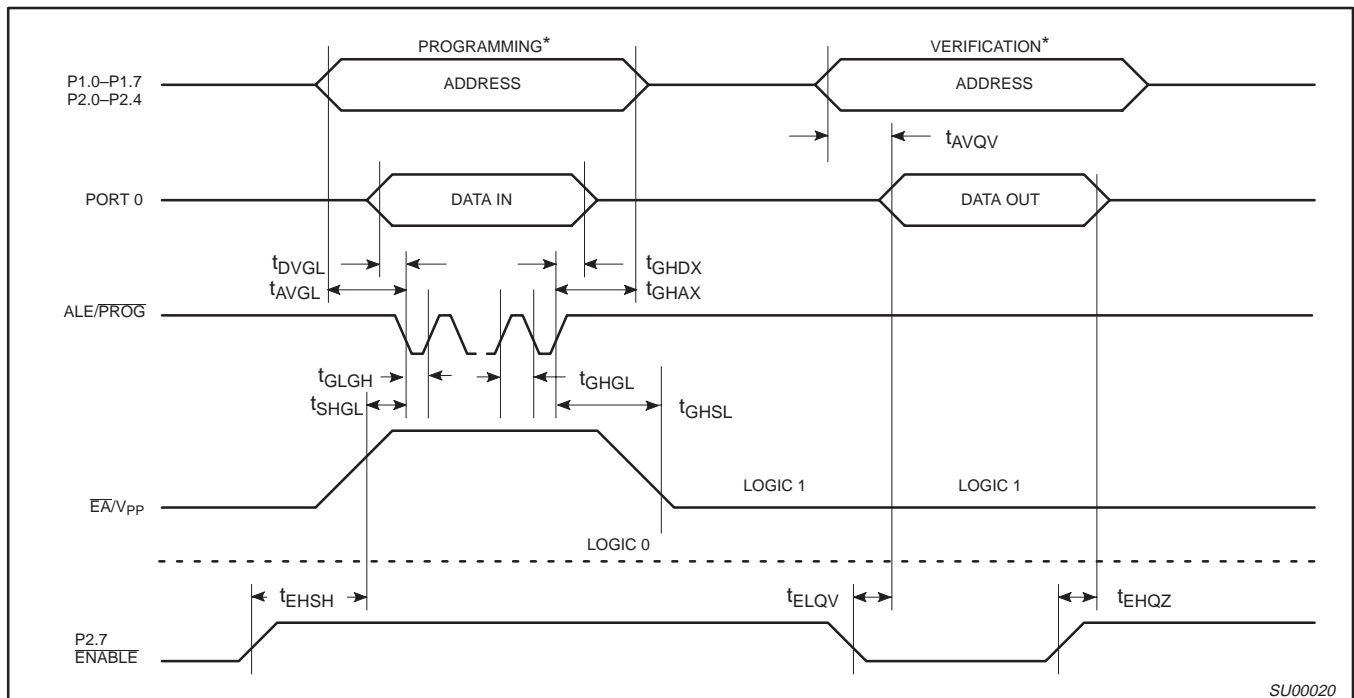 PROGRAMMING* VERIFICATION*
P1.0–P1.7
P2.0–P2.4
ADDRESS ADDRESS
tAVQV
PORT 0 DATA IN DATA OUT
tDVGL tGHDX
tAVGL tGHAX
ALE/PROG
tGLGH tGHGL
tSHGL tGHSL
LOGIC 1 LOGIC 1
EA/VPP
LOGIC 0
tEHSH tELQV tEHQZ
P2.7
ENABLE
SU00020